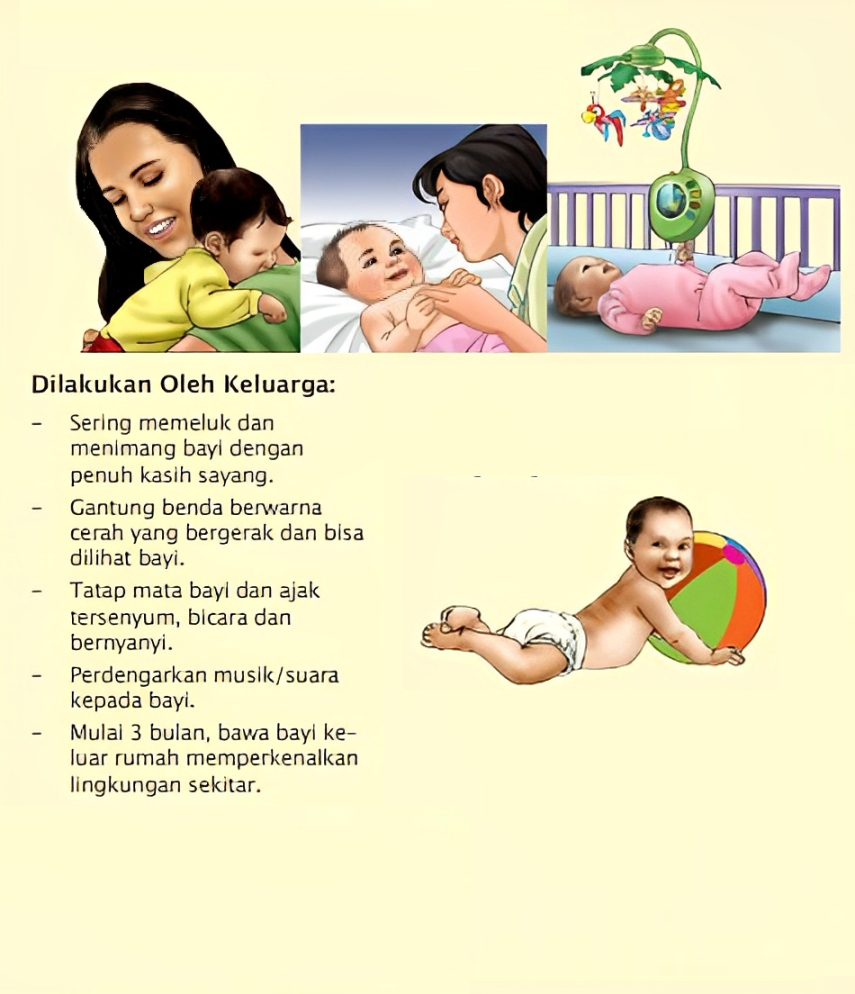 Dilakukan Oleh Keluarga:
– Sering memeluk dan
menimang bayi dengan
penuh kasih sayang.
– Gantung benda berwarna
cerah yang bergerak dan bisa
dilihat bayi.
– Tatap mata bayi dan ajak
tersenyum, bicara dan
bernyanyi.
– Perdengarkan musik/suara
kepada bayi.
– Mulai 3 bulan, bawa bayi ke-
luar rumah memperkenalkan
lingkungan sekitar.